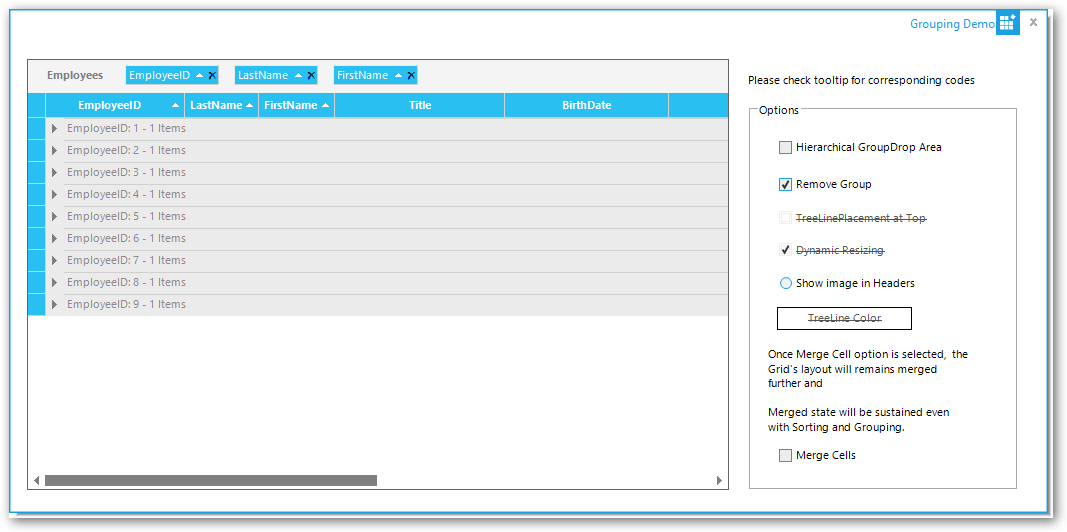 Grouping Demo
Employees EmployeeID LastName FirstName
EmployeeID LastName FirstName Title BirthDate
EmployeeID: 1 - 1 Items
EmployeeID: 2 - 1 Items
EmployeeID: 3 - 1 Items
EmployeeID: 4 - 1 Items
EmployeeID: 5 - 1 Items
EmployeeID: 6 - 1 Items
EmployeeID: 7 - 1 Items
EmployeeID: 8 - 1 Items
EmployeeID: 9 - 1 Items
Please check tooltip for corresponding codes
Options
Hierarchical GroupDrop Area
Remove Group
TreeLinePlacement at Top
Dynamic Resizing
Show image in Headers
TreeLine Color
Once Merge Cell option is selected, the
Grid's layout will remains merged
further and
Merged state will be sustained even
with Sorting and Grouping.
Merge Cells